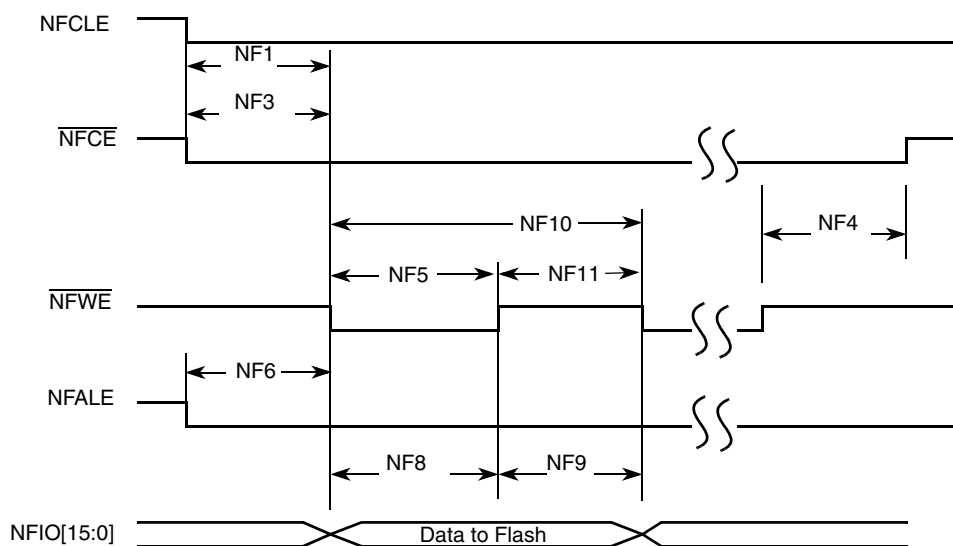 NFCLE
NF1
NF3
NFCE
NF10
NF4
NF5
NF11
NFWE
NF6
NFALE
NF8
NF9
NFIO[15:0]
Data to Flash